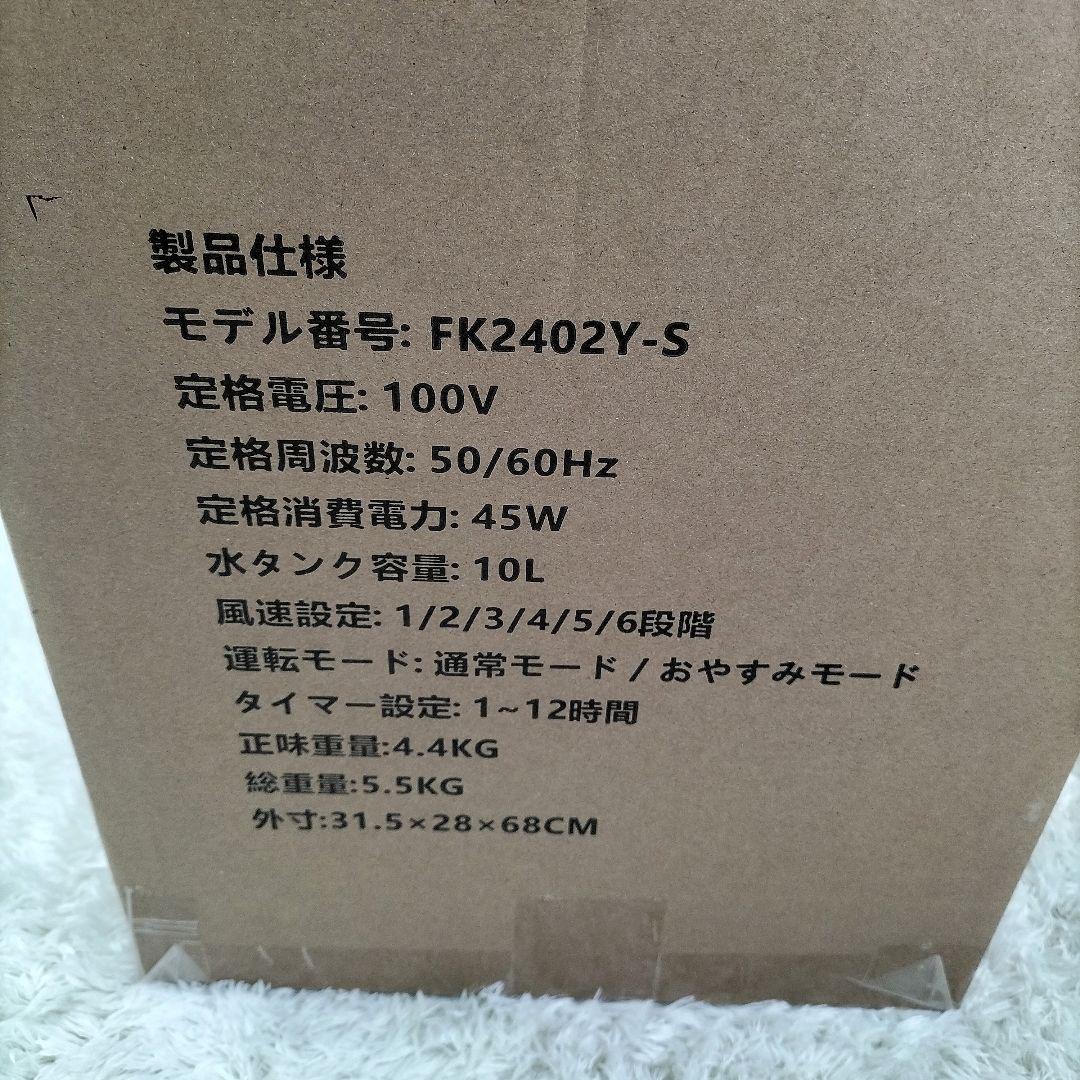 製品仕様
モデル番号: FK2402Y-S
定格電圧: 100V
定格周波数: 50/60Hz
定格消費電力: 45W
水タンク容量: 10L
風速設定: 1/2/3/4/5/6段階
運転モード: 通常モード / おやすみモード
タイマー設定: 1~12時間
正味重量:4.4KG
総重量:5.5KG
外寸:31.5×28×68CM